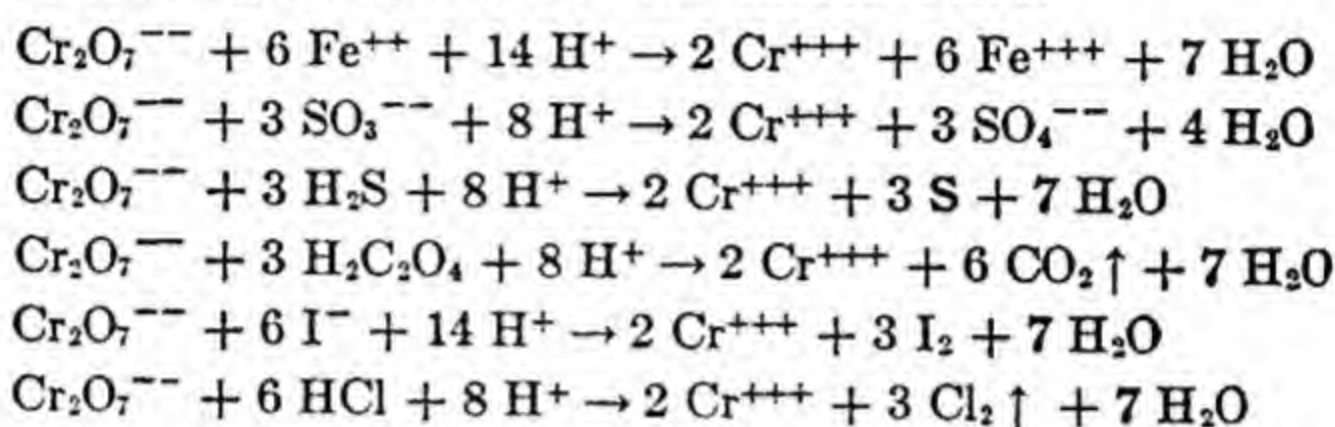 Cr₂O₇⁻⁻ + 6 Fe⁺⁺ + 14 H⁺ → 2 Cr⁺⁺⁺ + 6 Fe⁺⁺⁺ + 7 H₂O
Cr₂O₇⁻⁻ + 3 SO₃⁻⁻ + 8 H⁺ → 2 Cr⁺⁺⁺ + 3 SO₄⁻⁻ + 4 H₂O
Cr₂O₇⁻⁻ + 3 H₂S + 8 H⁺ → 2 Cr⁺⁺⁺ + 3 S + 7 H₂O
Cr₂O₇⁻⁻ + 3 H₂C₂O₄ + 8 H⁺ → 2 Cr⁺⁺⁺ + 6 CO₂ ↑ + 7 H₂O
Cr₂O₇⁻⁻ + 6 I⁻ + 14 H⁺ → 2 Cr⁺⁺⁺ + 3 I₂ + 7 H₂O
Cr₂O₇⁻⁻ + 6 HCl + 8 H⁺ → 2 Cr⁺⁺⁺ + 3 Cl₂ ↑ + 7 H₂O